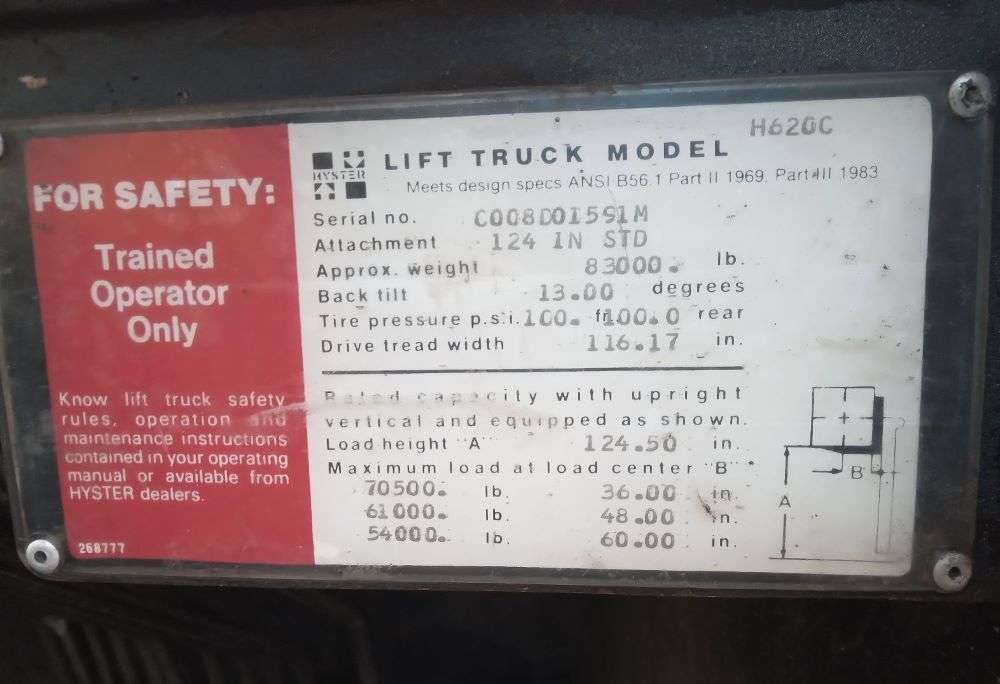 FOR SAFETY:
Trained
Operator
Only
Know lift truck safety
rules, operation and
maintenance instructions
contained in your operating
manual or available from
HYSTER dealers.
268777
H620C
HYSTER
LIFT TRUCK MODEL
Meets design specs ANSI B56.1 Part II 1969. Part III 1983
Serial no. C008D01591M
Attachment 124 IN STD
Approx. weight 83000. lb.
Back tilt 13.00 degrees
Tire pressure p.s.i. 100. fr 100.0 rear
Drive tread width 116.17 in.
Rated capacity with upright
vertical and equipped as shown.
Load height "A" 124.50 in.
Maximum load at load center "B"
70500. lb. 36.00 in.
61000. lb. 48.00 in.
54000. lb. 60.00 in.
B
A